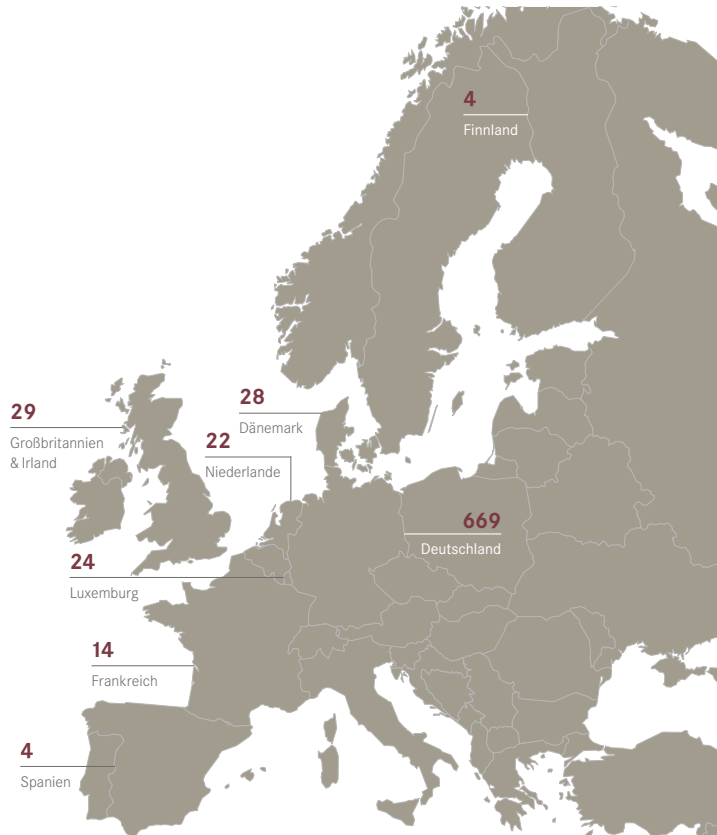 4
Finnland
29
Großbritannien
& Irland
28
Dänemark
22
Niederlande
669
Deutschland
24
Luxemburg
14
Frankreich
4
Spanien